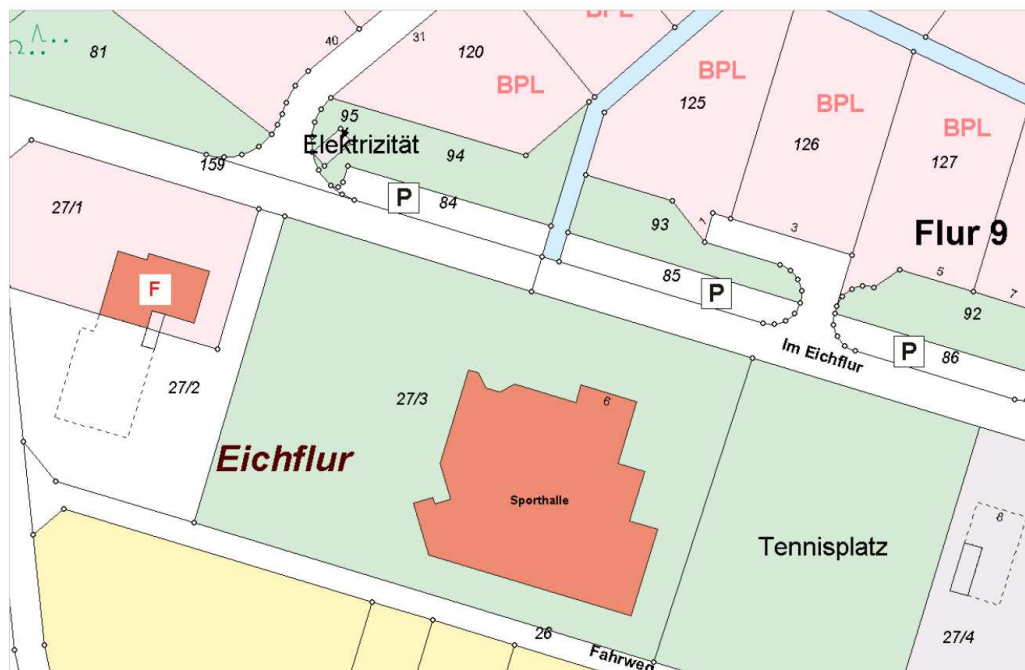 BPL
31
40
120
81
BPL
BPL
125
BPL
95
Elektrizität
126
BPL
94
127
159
P
84
27/1
93
1
3
Flur 9
85
5
F
P
7
92
Im Eichflur
P
86
27/2
27/3
6
Eichflur
Sporthalle
8
Tennisplatz
26
27/4
Fahrweg